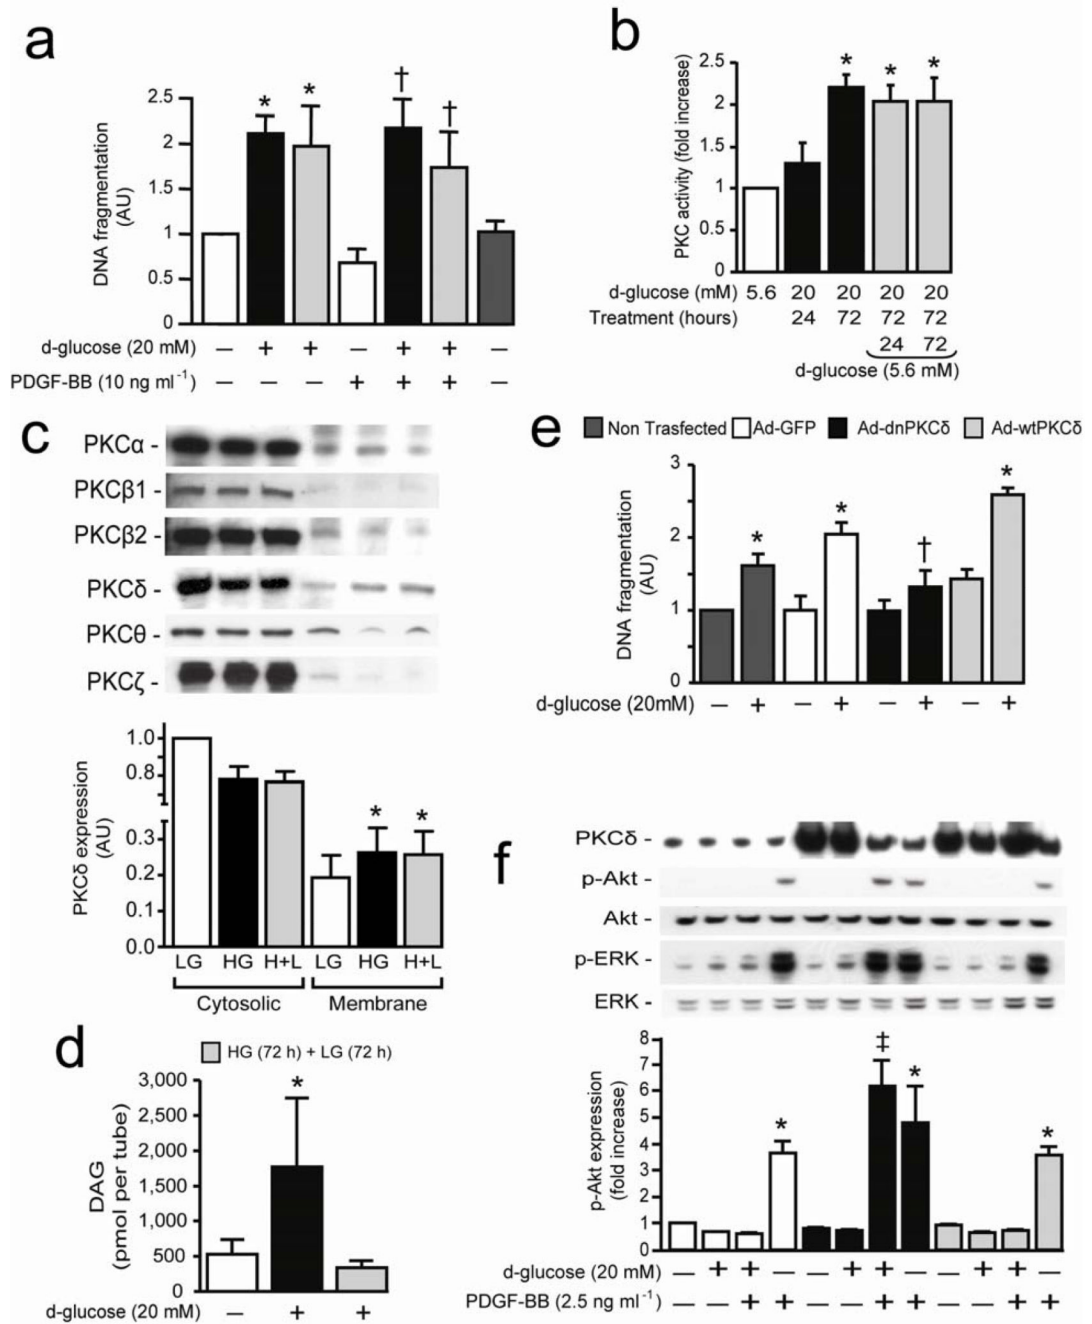 a
DNA fragmentation
(AU)
2.5
2
1.5
1
0.5
0
* * † †
d-glucose (20 mM) – + + – + + –
PDGF-BB (10 ng ml⁻¹) – – – + + + –
b
PKC activity (fold increase)
2.5
2
1.5
1
0.5
0
* * *
d-glucose (mM) 5.6 20 20 20 20
Treatment (hours) 24 72 72 72
24 72
d-glucose (5.6 mM)
c
PKCα -
PKCβ1 -
PKCβ2 -
PKCδ -
PKCθ -
PKCζ -
PKCδ expression
(AU)
1.0
0.8
0.3
0.2
0.1
0.0
* *
LG HG H+L LG HG H+L
Cytosolic Membrane
d
HG (72 h) + LG (72 h)
DAG
(pmol per tube)
3,000
2,500
2,000
1,500
1,000
500
0
*
d-glucose (20 mM) – + +
e
Non Trasfected Ad-GFP Ad-dnPKCδ Ad-wtPKCδ
DNA fragmentation
(AU)
3
2
1
0
* * † *
d-glucose (20mM) – + – + – + – +
f
PKCδ -
p-Akt -
Akt -
p-ERK -
ERK -
p-Akt expression
(fold increase)
8
7
6
5
4
3
2
1
0
* ‡ * *
d-glucose (20 mM) – + + – – + + – – + + –
PDGF-BB (2.5 ng ml⁻¹) – – + + – – + + – – + +